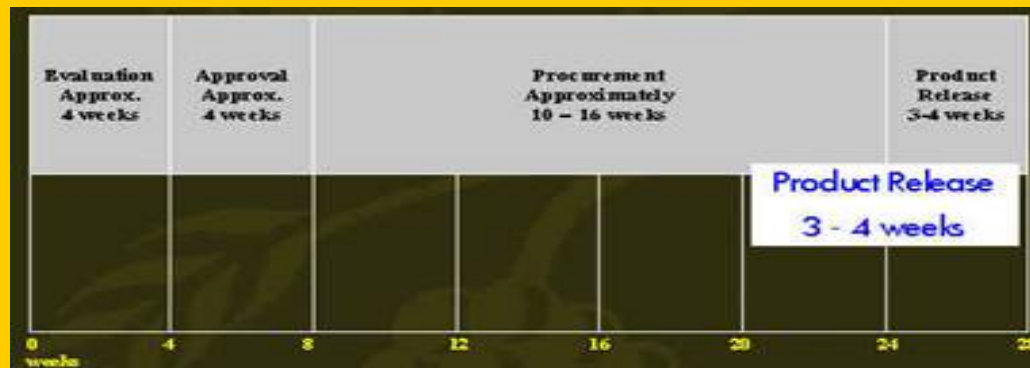 Evaluation
Approx.
4 weeks
Approval
Approx.
4 weeks
Procurement
Approximately
10 – 16 weeks
Product
Release
3-4 weeks
Product Release
3 - 4 weeks
0 4 8 12 16 20 24
weeks